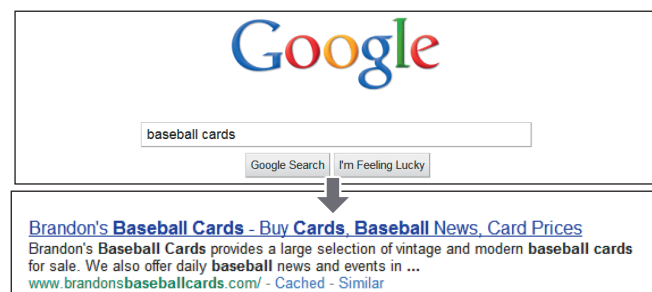 Google
baseball cards
Google Search I'm Feeling Lucky
Brandon's Baseball Cards - Buy Cards, Baseball News, Card Prices
Brandon's Baseball Cards provides a large selection of vintage and modern baseball cards
for sale. We also offer daily baseball news and events in ...
www.brandonsbaseballcards.com/ - Cached - Similar